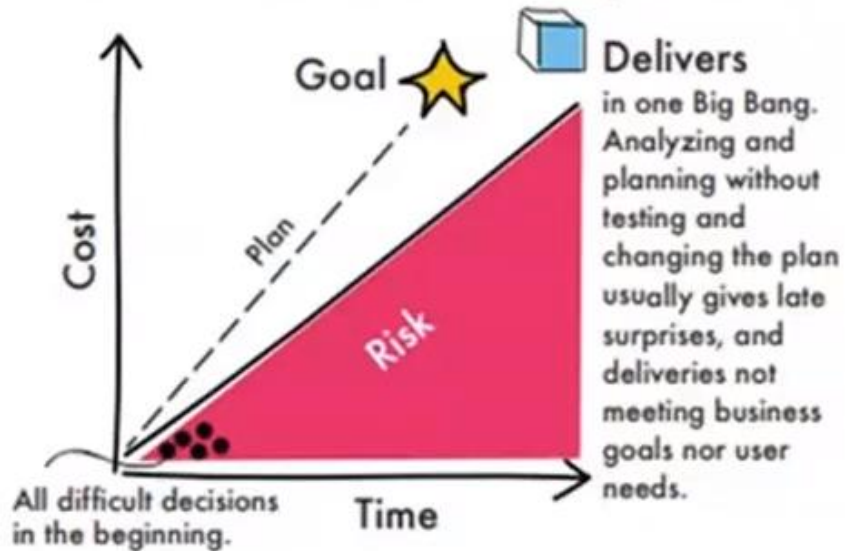 Goal
Delivers
in one Big Bang.
Analyzing and
planning without
testing and
changing the plan
usually gives late
surprises, and
deliveries not
meeting business
goals nor user
needs.
Cost
Plan
Risk
All difficult decisions
in the beginning.
Time